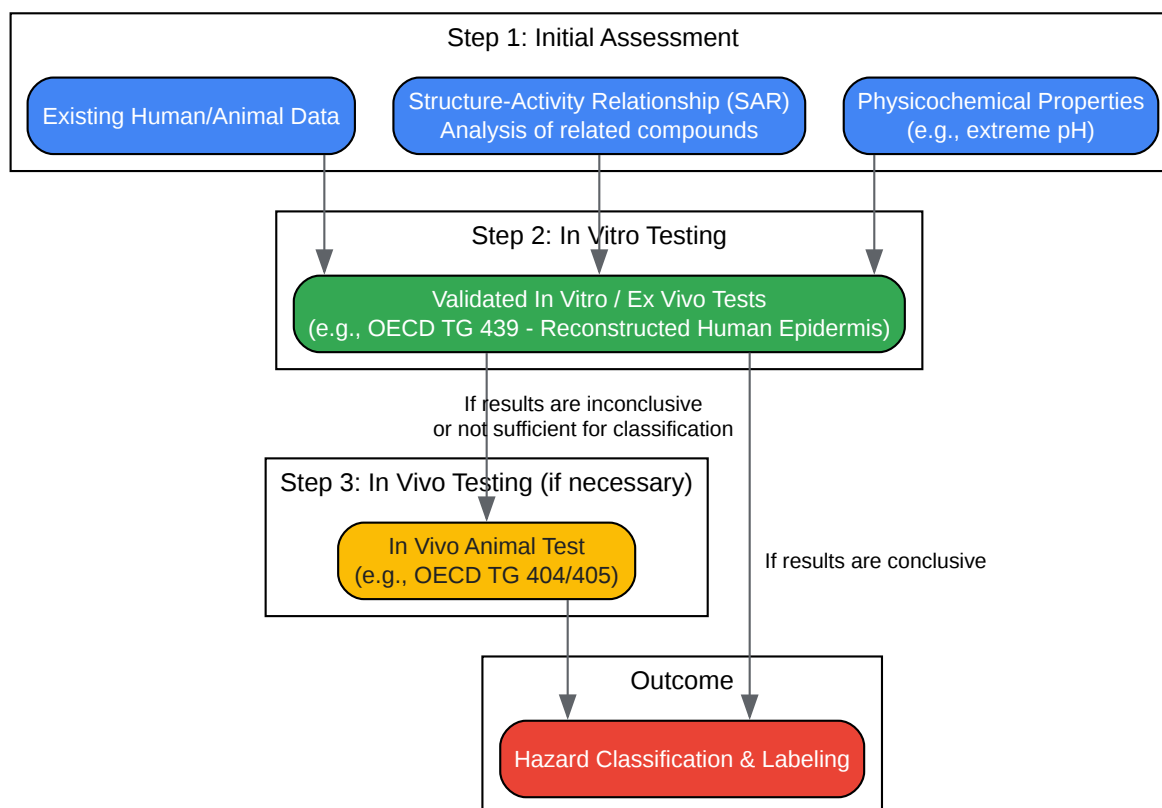 Step 1: Initial Assessment
Existing Human/Animal Data
Structure-Activity Relationship (SAR)
Analysis of related compounds
Physicochemical Properties
(e.g., extreme pH)
Step 2: In Vitro Testing
Validated In Vitro / Ex Vivo Tests
(e.g., OECD TG 439 - Reconstructed Human Epidermis)
If results are inconclusive
or not sufficient for classification
Step 3: In Vivo Testing (if necessary)
In Vivo Animal Test
(e.g., OECD TG 404/405)
If results are conclusive
Outcome
Hazard Classification & Labeling